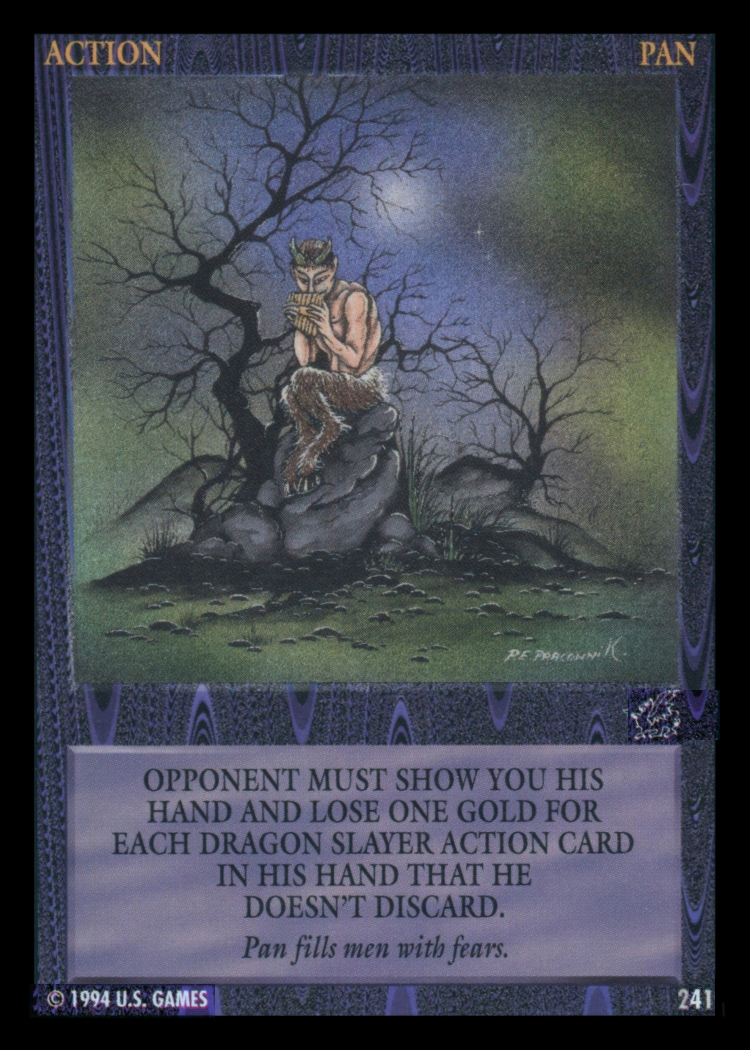 ACTION PAN
OPPONENT MUST SHOW YOU HIS
HAND AND LOSE ONE GOLD FOR
EACH DRAGON SLAYER ACTION CARD
IN HIS HAND THAT HE
DOESN'T DISCARD.
Pan fills men with fears.
© 1994 U.S. GAMES 241